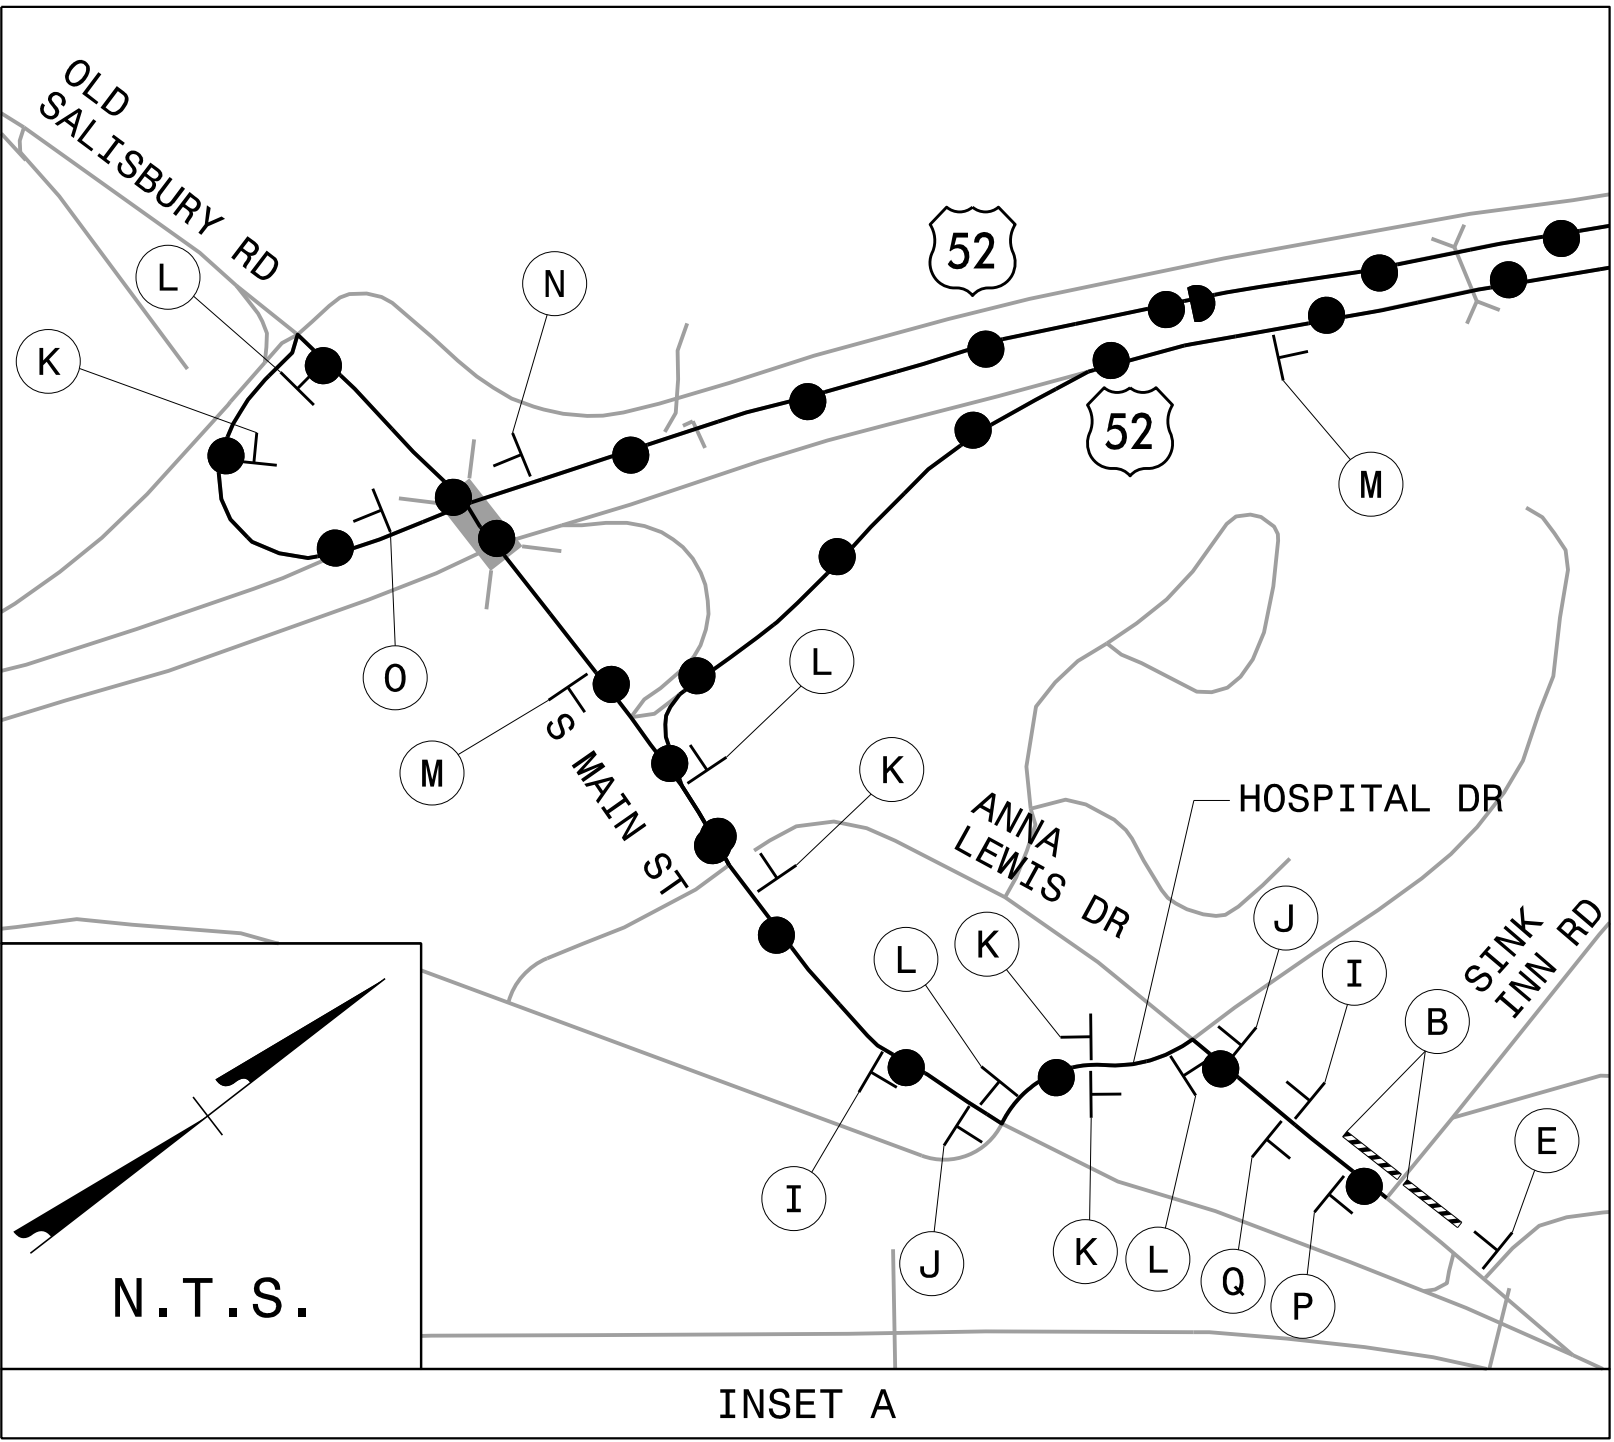 OLD
SALISBURY RD
52
L
N
K
52
M
O
L
M
S MAIN ST
K
HOSPITAL DR
ANNA
LEWIS DR
J
K
L
I
SINK
INN RD
B
E
I
J
K
L
Q
P
N.T.S.
INSET A